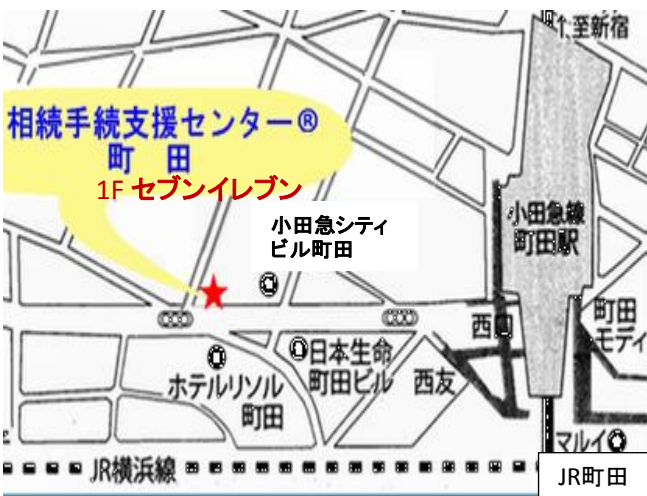 至新宿
相続手続支援センター®
町 田
1F セブンイレブン
小田急シティ
ビル町田
小田急線
町田駅
西口
町田
モディ
日本生命
町田ビル
西友
ホテルリソル
町田
マルイ
JR横浜線
JR町田